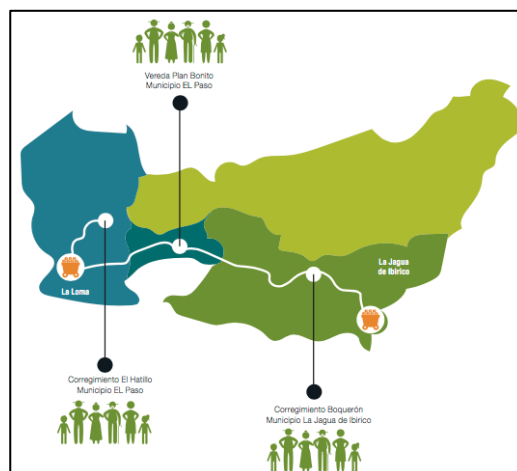 Vereda Plan Bonito
Municipio EL Paso
La Jagua
de Ibirico
La Loma
Corregimiento El Hatillo
Municipio EL Paso
Corregimiento Boquerón
Municipio La Jagua de Ibirico